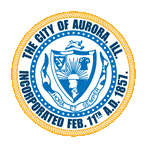 THE CITY OF AURORA, ILL.
INCORPORATED FEB. 11TH A.D. 1857.